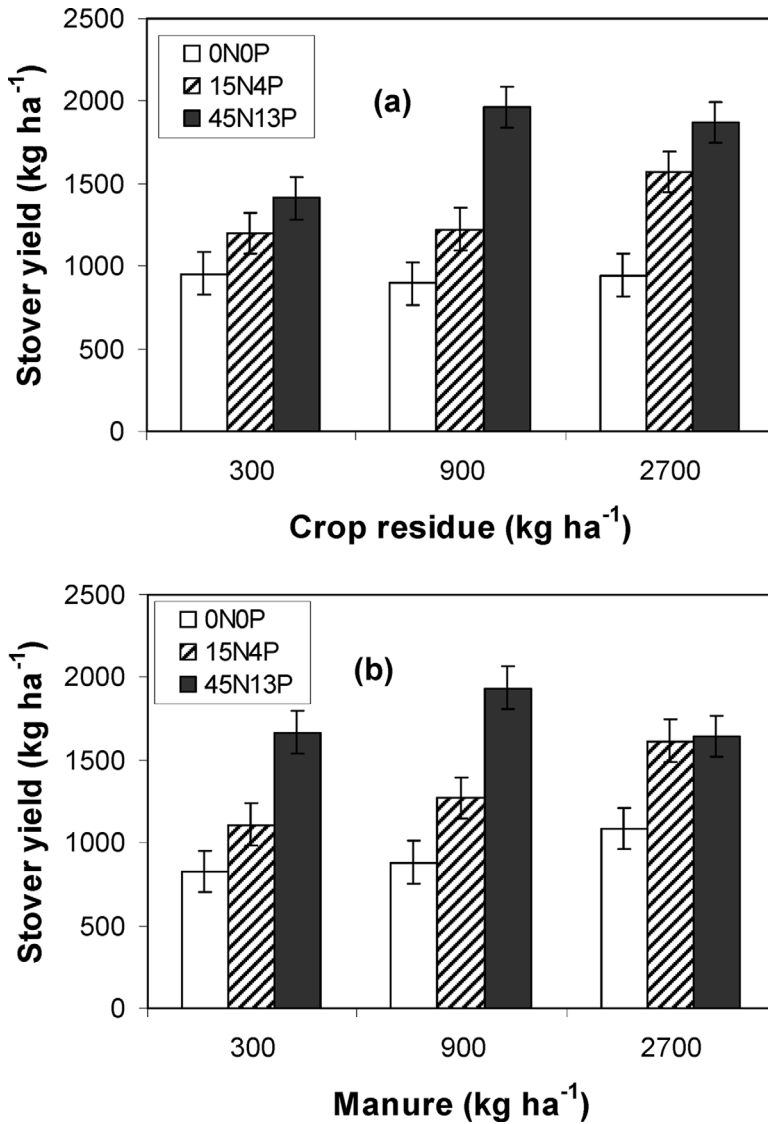 2500
2000
1500
1000
500
0
Stover yield (kg ha⁻¹)
0N0P
15N4P
45N13P
(a)
300 900 2700
Crop residue (kg ha⁻¹)
2500
2000
1500
1000
500
0
Stover yield (kg ha⁻¹)
0N0P
15N4P
45N13P
(b)
300 900 2700
Manure (kg ha⁻¹)